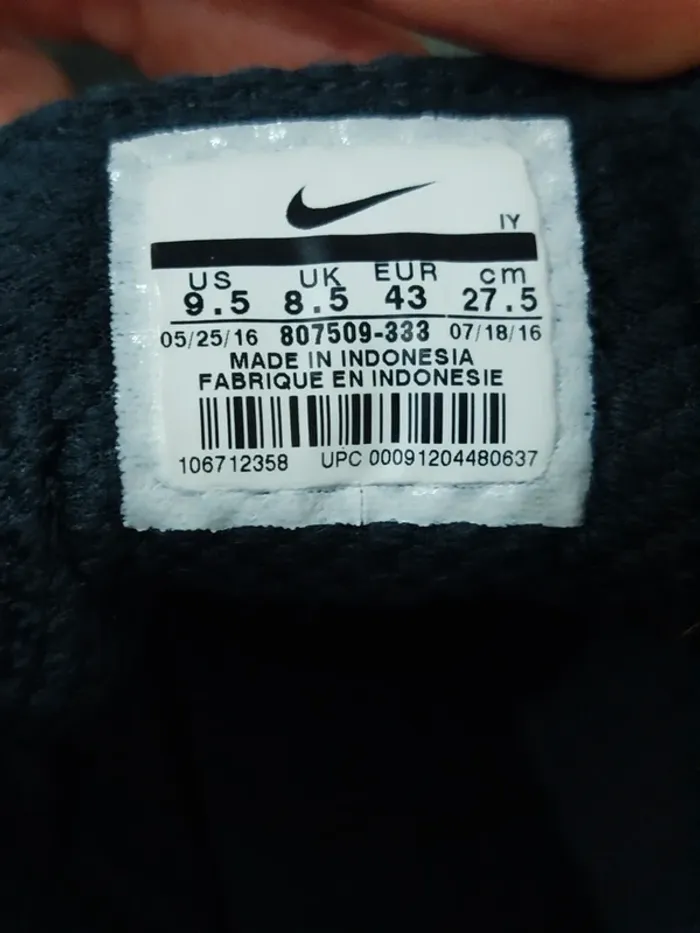 IY
US UK EUR cm
9.5 8.5 43 27.5
05/25/16 807509-333 07/18/16
MADE IN INDONESIA
FABRIQUE EN INDONESIE
106712358 UPC 00091204480637